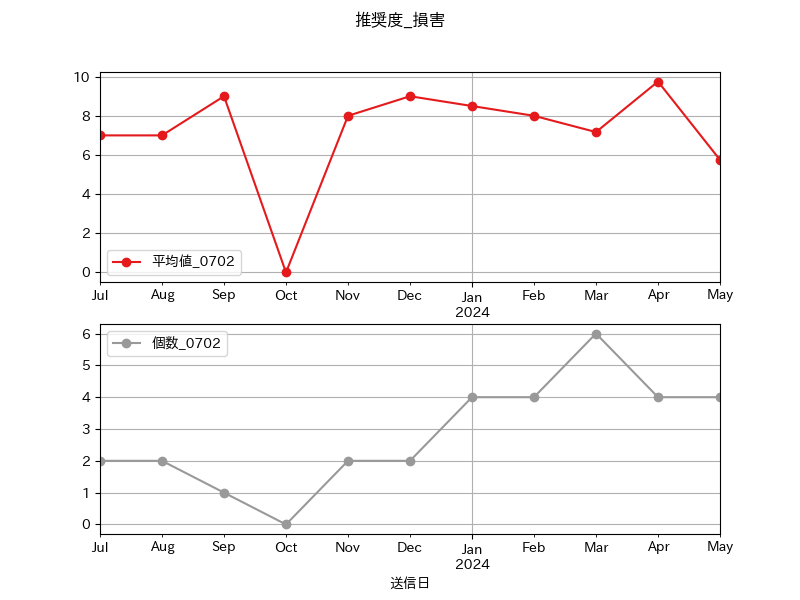 推奨度_損害
10
8
6
4
2
0
平均値_0702
Jul Aug Sep Oct Nov Dec Jan Feb Mar Apr May
2024
6
5
4
3
2
1
0
個数_0702
Jul Aug Sep Oct Nov Dec Jan Feb Mar Apr May
2024
送信日